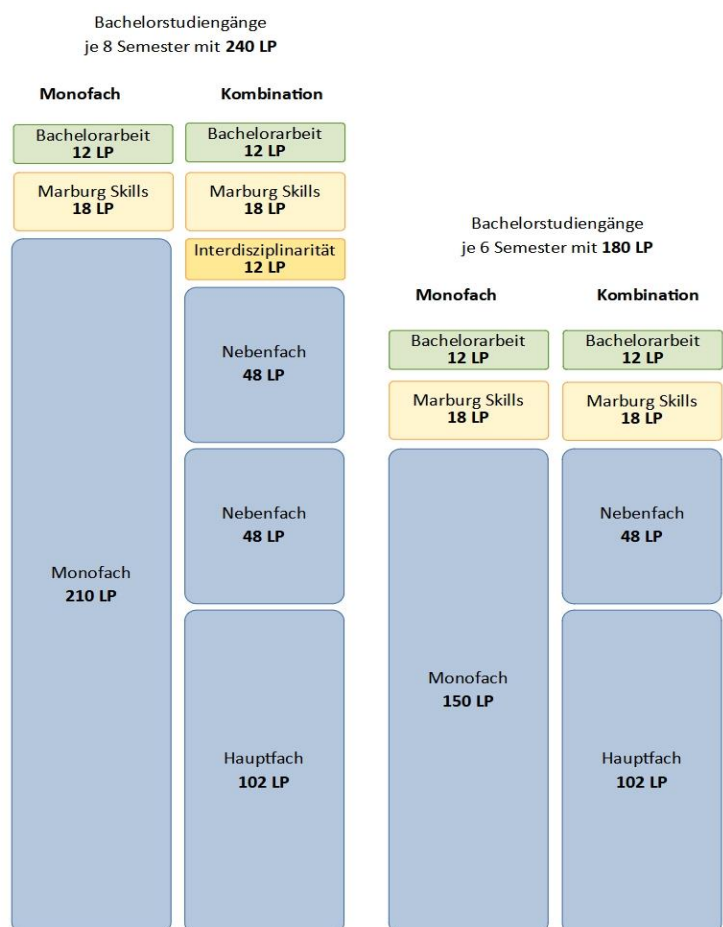 Bachelorstudiengänge
je 8 Semester mit 240 LP
Monofach
Kombination
Bachelorarbeit
12 LP
Marburg Skills
18 LP
Monofach
210 LP
Bachelorarbeit
12 LP
Marburg Skills
18 LP
Interdisziplinarität
12 LP
Nebenfach
48 LP
Nebenfach
48 LP
Hauptfach
102 LP
Bachelorstudiengänge
je 6 Semester mit 180 LP
Monofach
Kombination
Bachelorarbeit
12 LP
Marburg Skills
18 LP
Monofach
150 LP
Bachelorarbeit
12 LP
Marburg Skills
18 LP
Nebenfach
48 LP
Hauptfach
102 LP